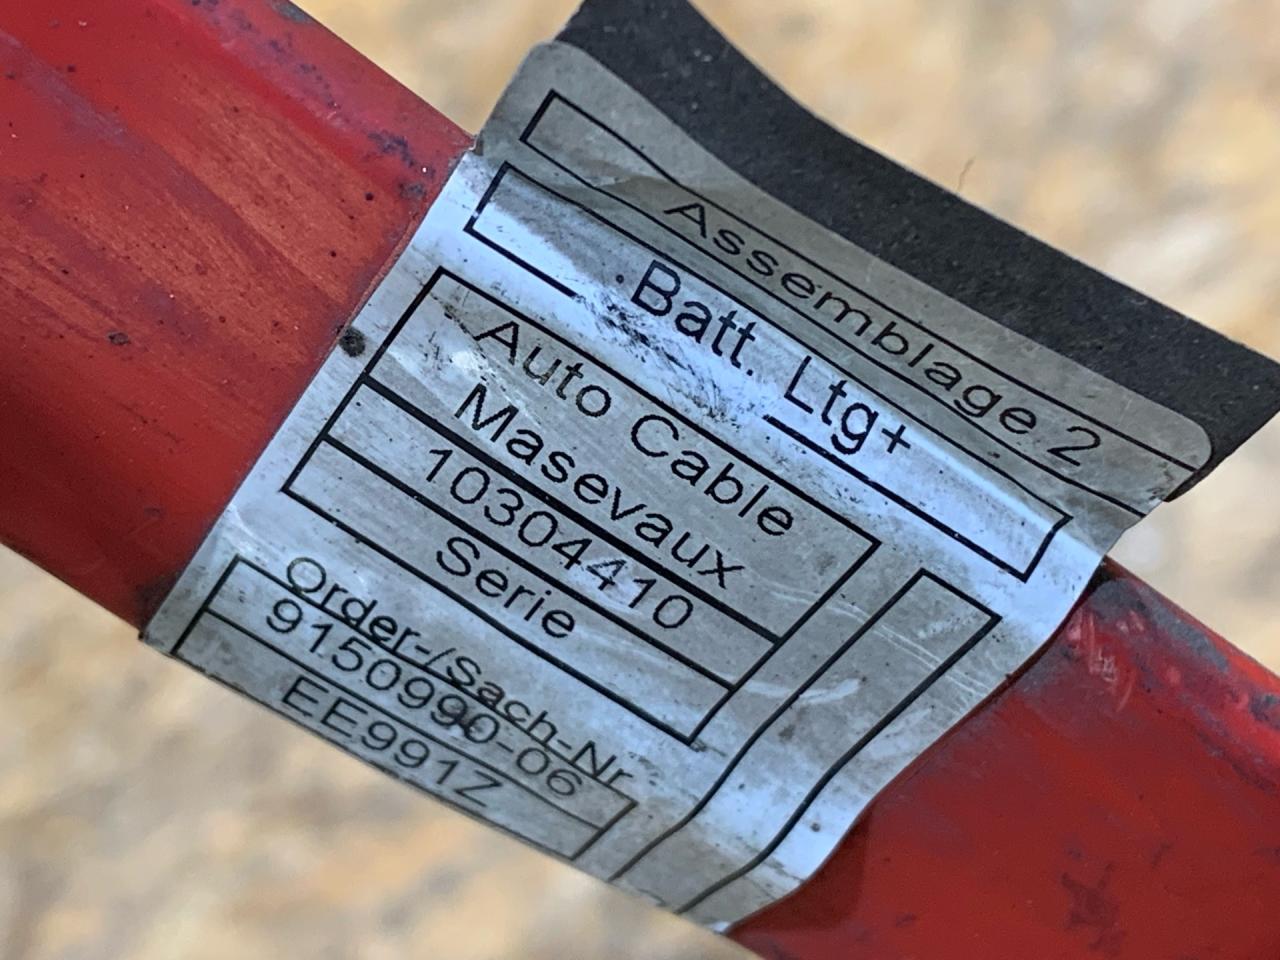 Assemblage 2
Batt. Ltg+
Auto Cable
Masevaux
10304410
Serie
Order-/Sach-Nr
9150990-06
EE991Z